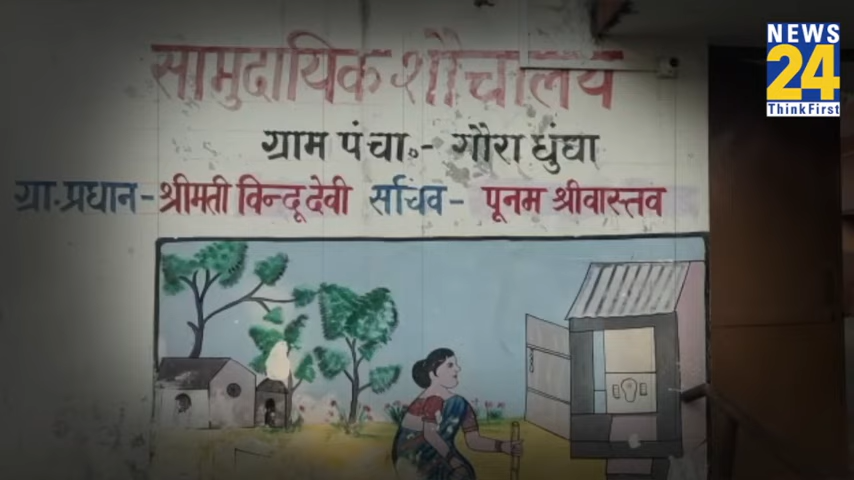 सामुदायिक शौचालय
ग्राम पंचा०- गौरा धुंघा
ग्रा.प्रधान-श्रीमती विन्दू देवी सचिव- पूनम श्रीवास्तव
NEWS
24
ThinkFirst